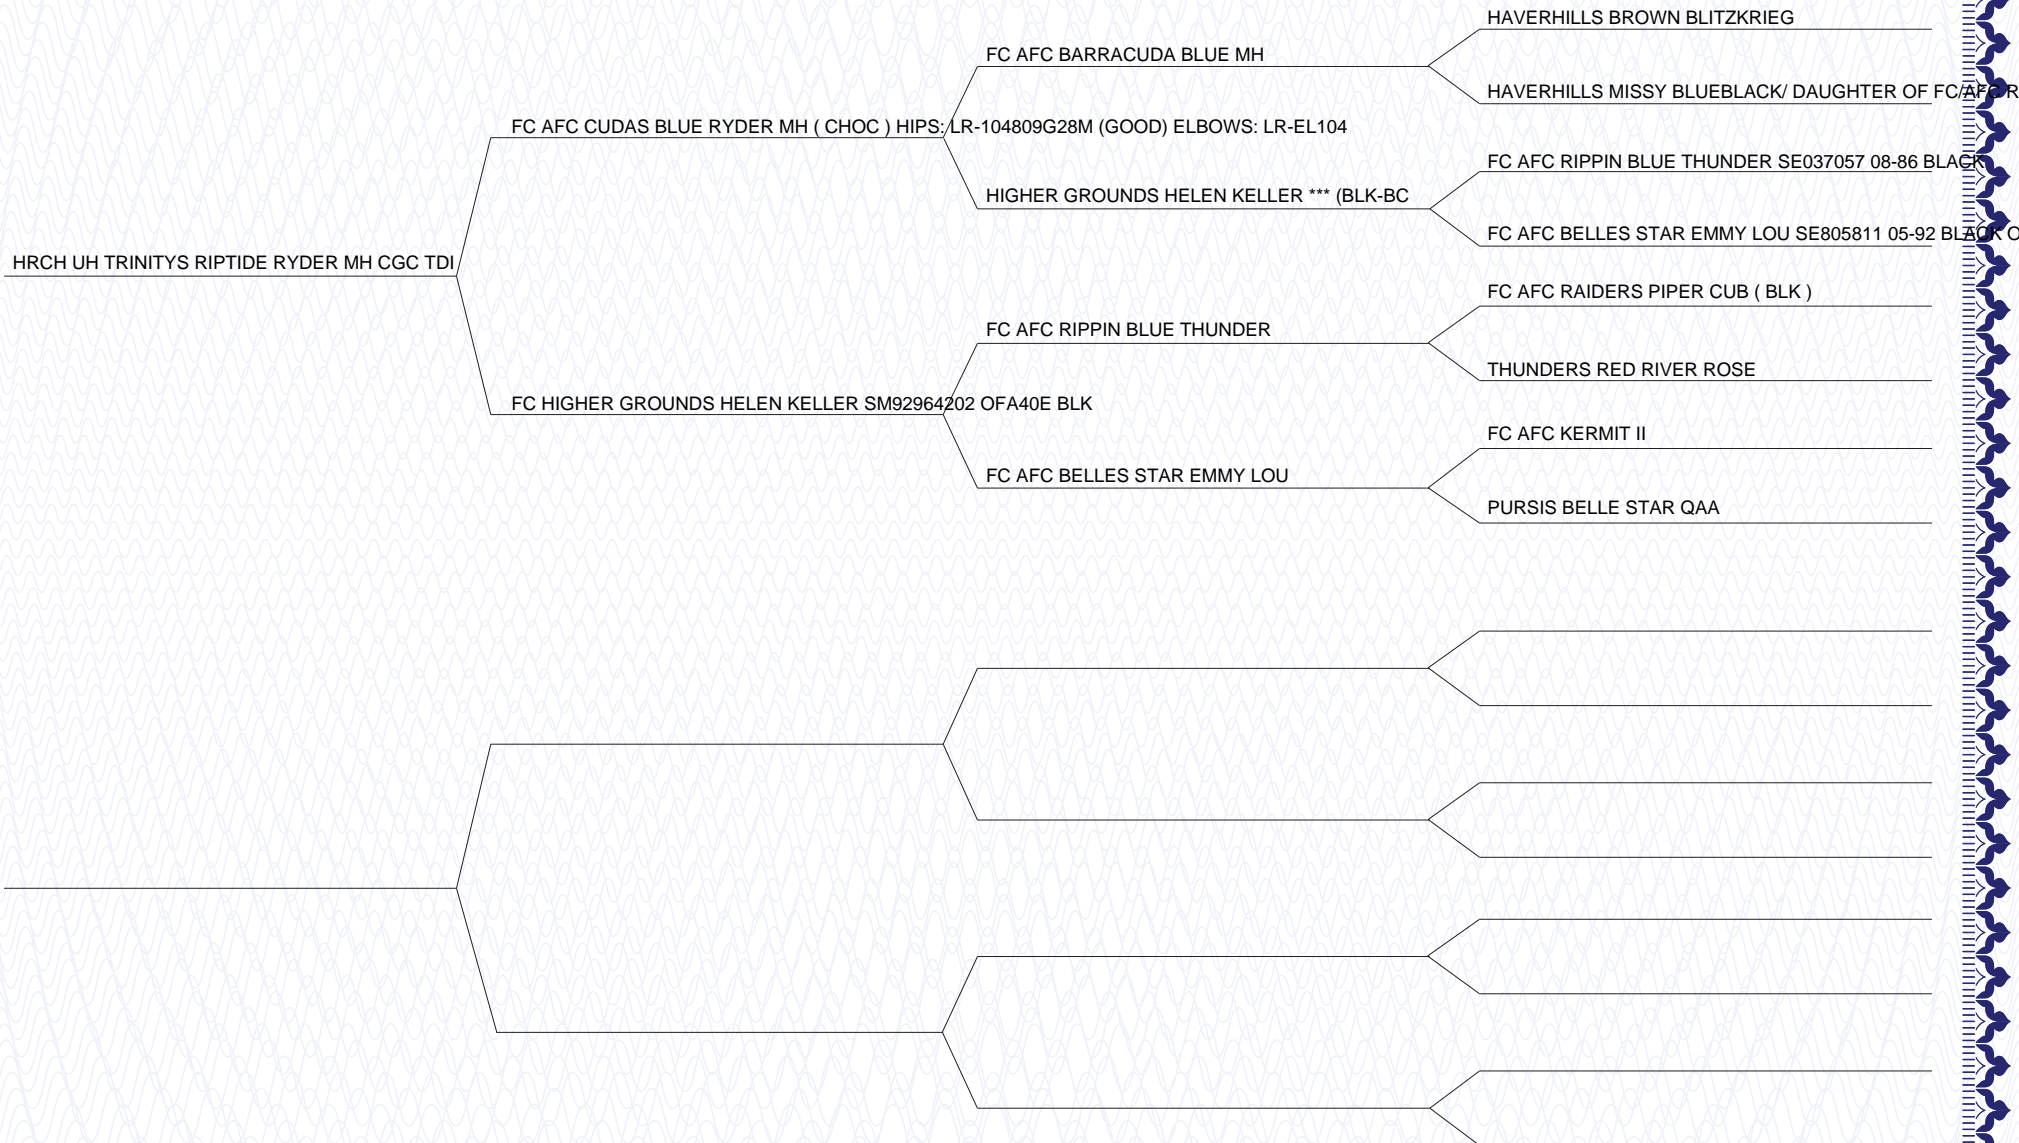 HAVERHILLS BROWN BLITZKRIEG
FC AFC BARRACUDA BLUE MH
HAVERHILLS MISSY BLUEBLACK/ DAUGHTER OF FC/AFC R
FC AFC CUDAS BLUE RYDER MH ( CHOC ) HIPS: LR-104809G28M (GOOD) ELBOWS: LR-EL104
FC AFC RIPPIN BLUE THUNDER SE037057 08-86 BLACK
HIGHER GROUNDS HELEN KELLER *** (BLK-BC
FC AFC BELLES STAR EMMY LOU SE805811 05-92 BLACK O
HRCH UH TRINITYS RIPTIDE RYDER MH CGC TDI
FC AFC RAIDERS PIPER CUB ( BLK )
FC AFC RIPPIN BLUE THUNDER
THUNDERS RED RIVER ROSE
FC HIGHER GROUNDS HELEN KELLER SM92964202 OFA40E BLK
FC AFC KERMIT II
FC AFC BELLES STAR EMMY LOU
PURSIS BELLE STAR QAA